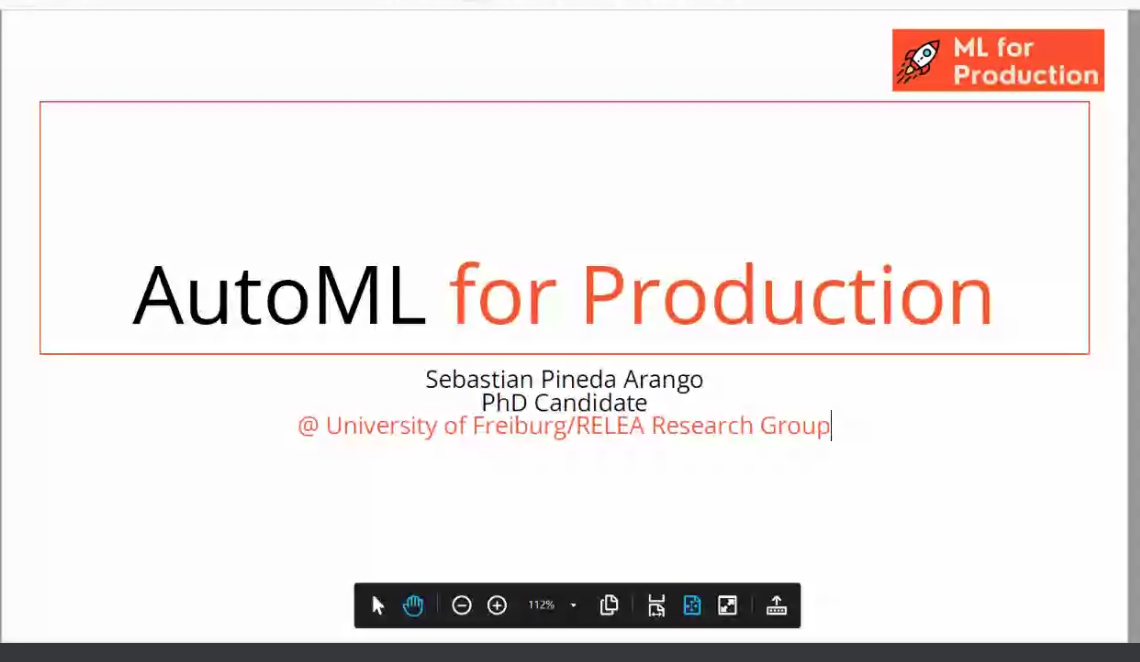 ML for
Production
AutoML for Production
Sebastian Pineda Arango
PhD Candidate
@ University of Freiburg/RELEA Research Group
112%